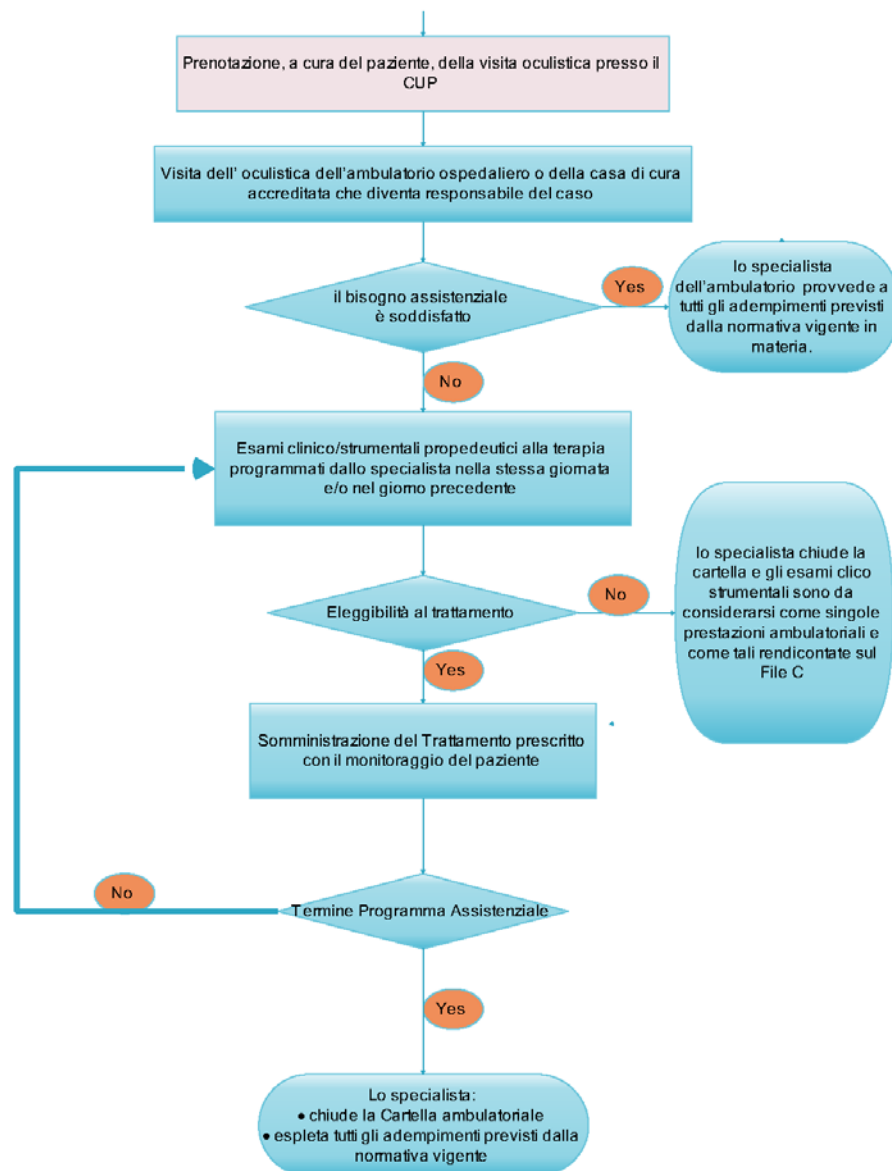 Prenotazione, a cura del paziente, della visita oculistica presso il
CUP
Visita dell' oculistica dell'ambulatorio ospedaliero o della casa di cura
accreditata che diventa responsabile del caso
il bisogno assistenziale
è soddisfatto
Yes
lo specialista
dell'ambulatorio provvede a
tutti gli adempimenti previsti
dalla normativa vigente in
materia.
No
Esami clinico/strumentali propedeutici alla terapia
programmati dallo specialista nella stessa giornata
e/o nel giorno precedente
Eleggibilità al trattamento
No
lo specialista chiude la
cartella e gli esami clico
strumentali sono da
considerarsi come singole
prestazioni ambulatoriali e
come tali rendicontate sul
File C
Yes
Somministrazione del Trattamento prescritto
con il monitoraggio del paziente
Termine Programma Assistenziale
No
Yes
Lo specialista:
• chiude la Cartella ambulatoriale
• espleta tutti gli adempimenti previsti dalla
normativa vigente